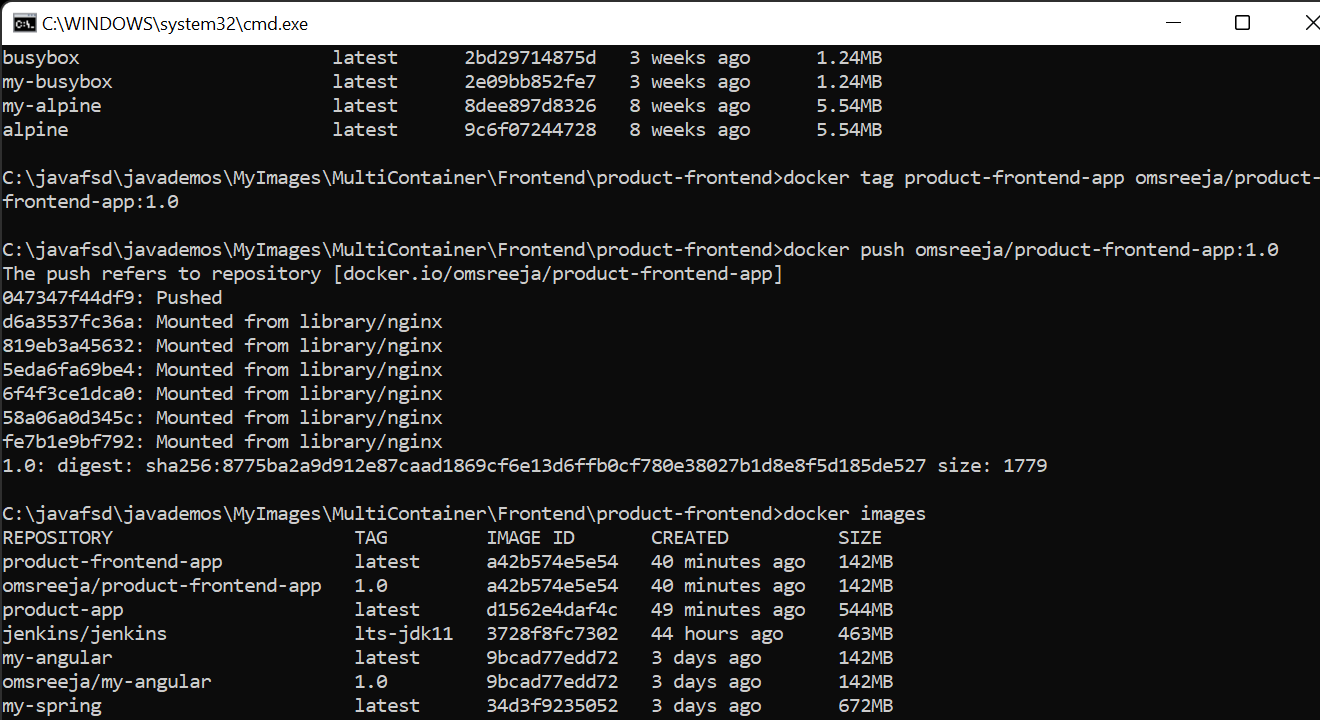 C:\WINDOWS\system32\cmd.exe
busybox latest 2bd29714875d 3 weeks ago 1.24MB
my-busybox latest 2e09bb852fe7 3 weeks ago 1.24MB
my-alpine latest 8dee897d8326 8 weeks ago 5.54MB
alpine latest 9c6f07244728 8 weeks ago 5.54MB
C:\javafsd\javademos\MyImages\MultiContainer\Frontend\product-frontend>docker tag product-frontend-app omsreeja/product-
frontend-app:1.0
C:\javafsd\javademos\MyImages\MultiContainer\Frontend\product-frontend>docker push omsreeja/product-frontend-app:1.0
The push refers to repository [docker.io/omsreeja/product-frontend-app]
047347f44df9: Pushed
d6a3537fc36a: Mounted from library/nginx
819eb3a45632: Mounted from library/nginx
5eda6fa69be4: Mounted from library/nginx
6f4f3ce1dca0: Mounted from library/nginx
58a06a0d345c: Mounted from library/nginx
fe7b1e9bf792: Mounted from library/nginx
1.0: digest: sha256:8775ba2a9d912e87caad1869cf6e13d6ffb0cf780e38027b1d8e8f5d185de527 size: 1779
C:\javafsd\javademos\MyImages\MultiContainer\Frontend\product-frontend>docker images
REPOSITORY TAG IMAGE ID CREATED SIZE
product-frontend-app latest a42b574e5e54 40 minutes ago 142MB
omsreeja/product-frontend-app 1.0 a42b574e5e54 40 minutes ago 142MB
product-app latest d1562e4daf4c 49 minutes ago 544MB
jenkins/jenkins lts-jdk11 3728f8fc7302 44 hours ago 463MB
my-angular latest 9bcad77edd72 3 days ago 142MB
omsreeja/my-angular 1.0 9bcad77edd72 3 days ago 142MB
my-spring latest 34d3f9235052 3 days ago 672MB